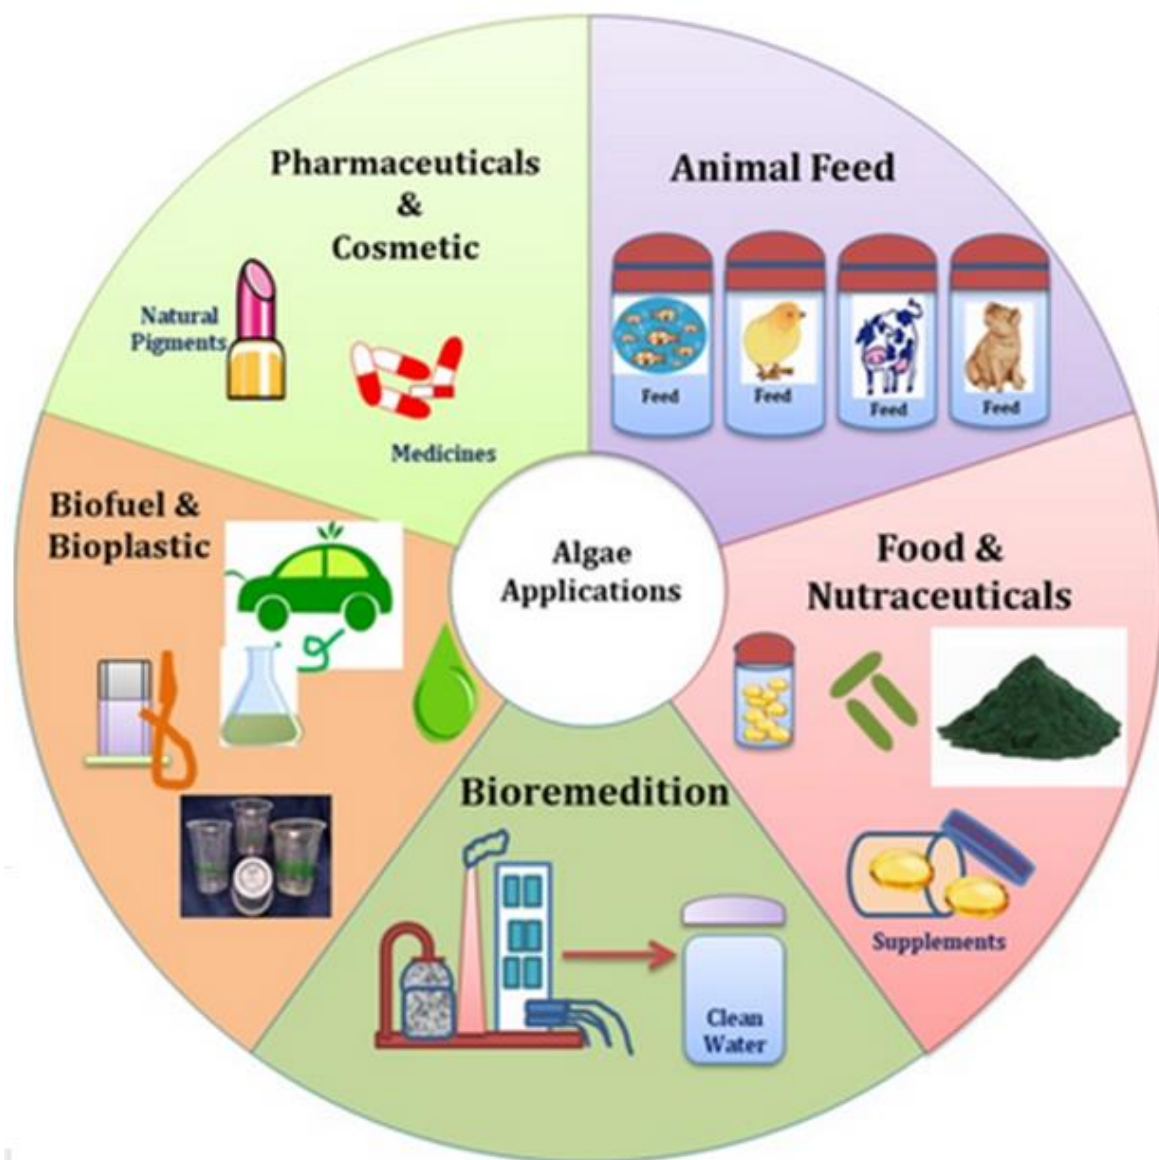 Pharmaceuticals
&
Cosmetic
Natural
Pigments
Medicines
Animal Feed
Feed
Feed
Feed
Feed
Biofuel &
Bioplastic
Algae
Applications
Food &
Nutraceuticals
Supplements
Bioremedition
Clean
Water